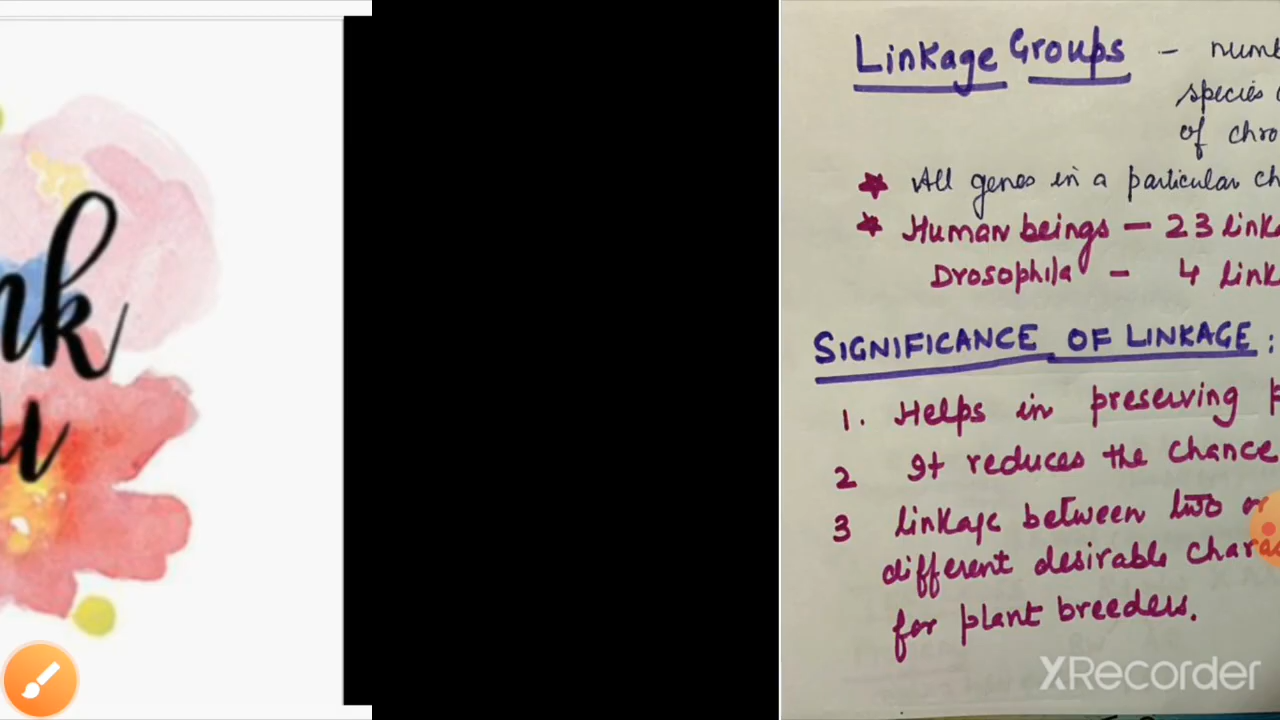 nk
u
Linkage Groups - numb
species
of chro
★ All genes in a particular ch
★ Human beings - 23 link
Drosophila - 4 link
SIGNIFICANCE OF LINKAGE:
1. Helps in preserving p
2 It reduces the chance
3 linkage between two or
different desirable chara
for plant breeders.
XRecorder